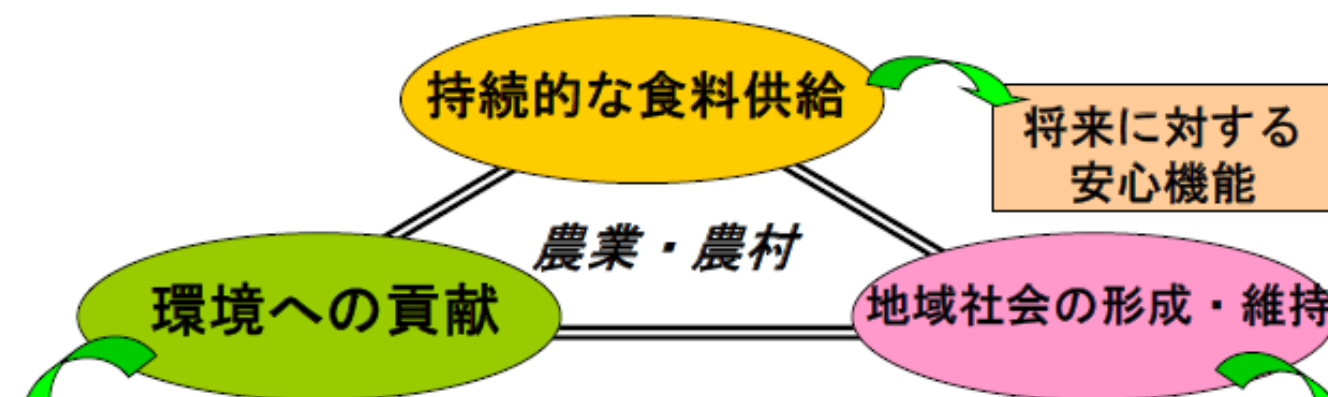 持続的な食料供給
将来に対する
安心機能
農業・農村
環境への貢献
地域社会の形成・維持